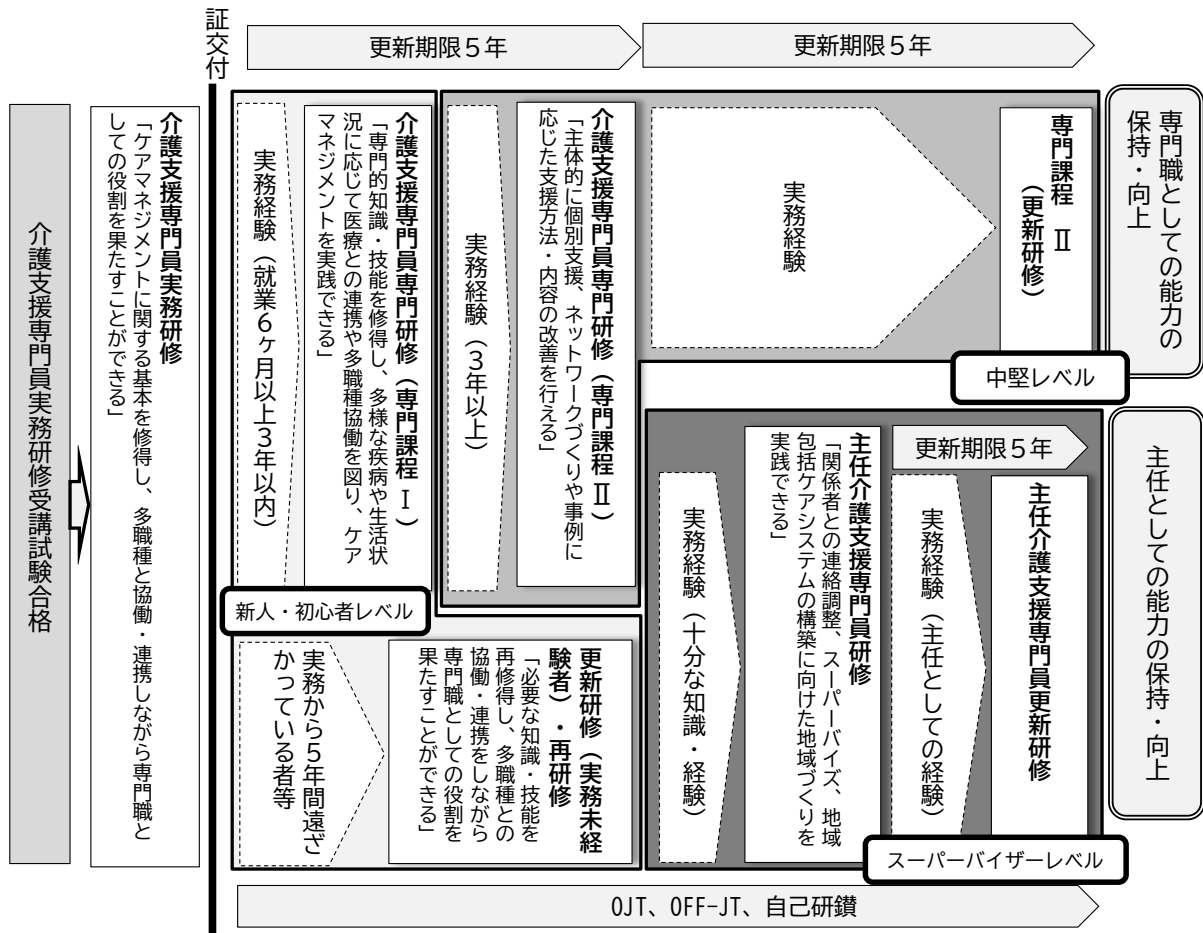 証交付
更新期限５年
更新期限５年
介護支援専門員実務研修受講試験合格
介護支援専門員実務研修
「ケアマネジメントに関する基本を修得し、多職種と協働・連携しながら専門職と
しての役割を果たすことができる」
実務経験（就業６ヶ月以上３年以内）
介護支援専門員専門研修（専門課程Ⅰ）
「専門的知識・技能を修得し、多様な疾病や生活状
況に応じて医療との連携や多職種協働を図り、ケア
マネジメントを実践できる」
新人・初心者レベル
実務経験（３年以上）
介護支援専門員専門研修（専門課程Ⅱ）
「主体的に個別支援、ネットワークづくりや事例に
応じた支援方法・内容の改善を行える」
実務経験
専門課程 Ⅱ
（更新研修）
中堅レベル
専門職としての能力の
保持・向上
実務から５年間遠ざ
かっている者等
更新研修（実務未経
験者）・再研修
「必要な知識・技能を
再修得し、多職種との
協働・連携をしながら
専門職としての役割を
果たすことができる」
実務経験（十分な知識・経験）
主任介護支援専門員研修
「関係者との連絡調整、スーパーバイズ、地域
包括ケアシステムの構築に向けた地域づくりを
実践できる」
更新期限５年
実務経験（主任としての経験）
主任介護支援専門員更新研修
スーパーバイザーレベル
主任としての能力の保持・向上
OJT、OFF-JT、自己研鑚